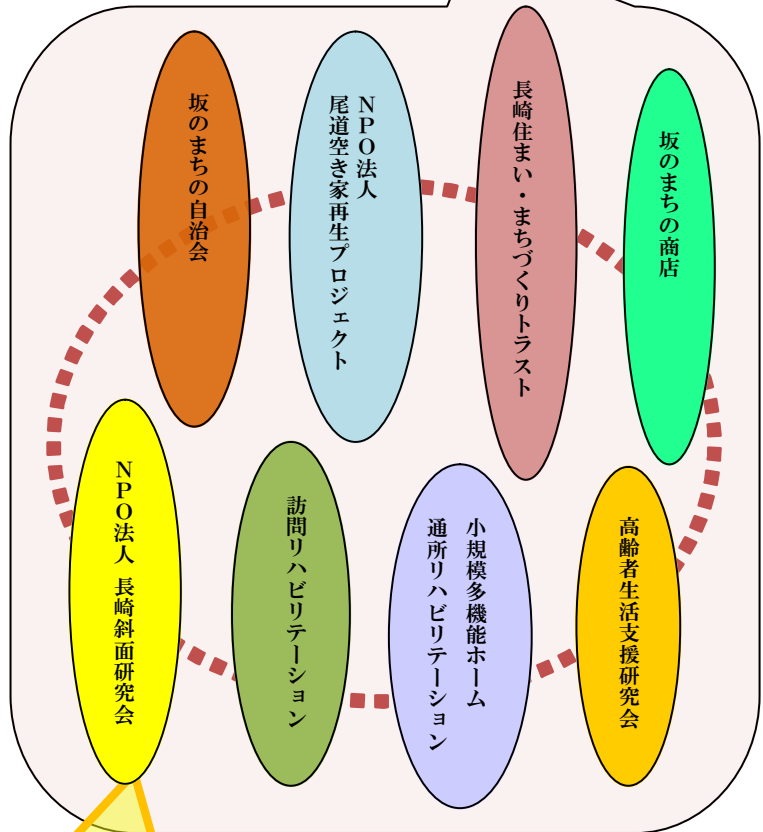 坂のまちの自治会
NPO法人
尾道空き家再生プロジェクト
長崎住まい・まちづくりトラスト
坂のまちの商店
NPO法人 長崎斜面研究会
訪問リハビリテーション
小規模多機能ホーム
通所リハビリテーション
高齢者生活支援研究会